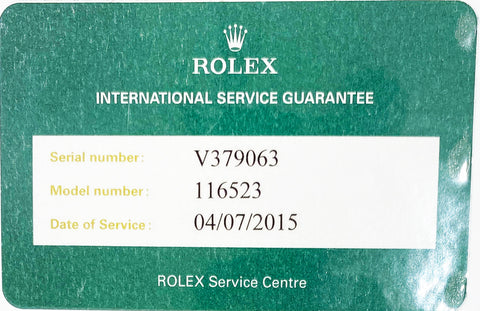 ROLEX
INTERNATIONAL SERVICE GUARANTEE
Serial number: V379063
Model number: 116523
Date of Service: 04/07/2015
ROLEX Service Centre